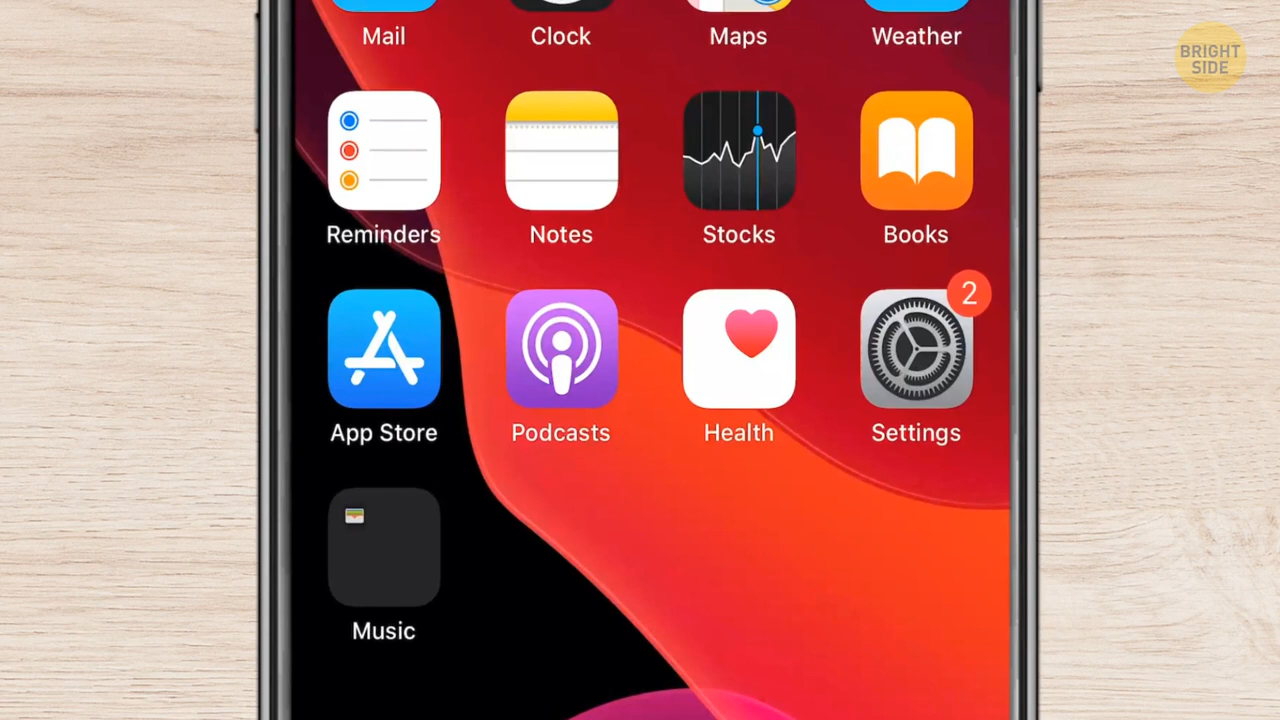 Mail
Clock
Maps
Weather
BRIGHT
SIDE
Reminders
Notes
Stocks
Books
2
App Store
Podcasts
Health
Settings
Music